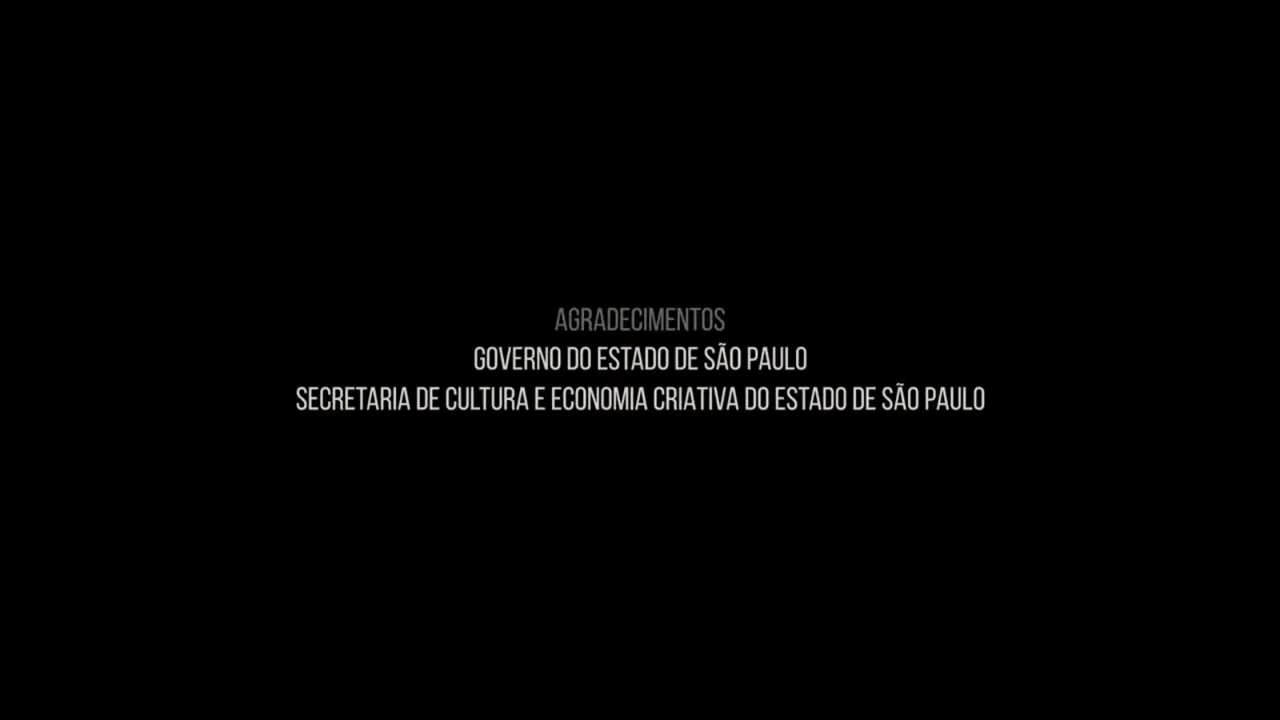 AGRADECIMENTOS
GOVERNO DO ESTADO DE SÃO PAULO
SECRETARIA DE CULTURA E ECONOMIA CRIATIVA DO ESTADO DE SÃO PAULO